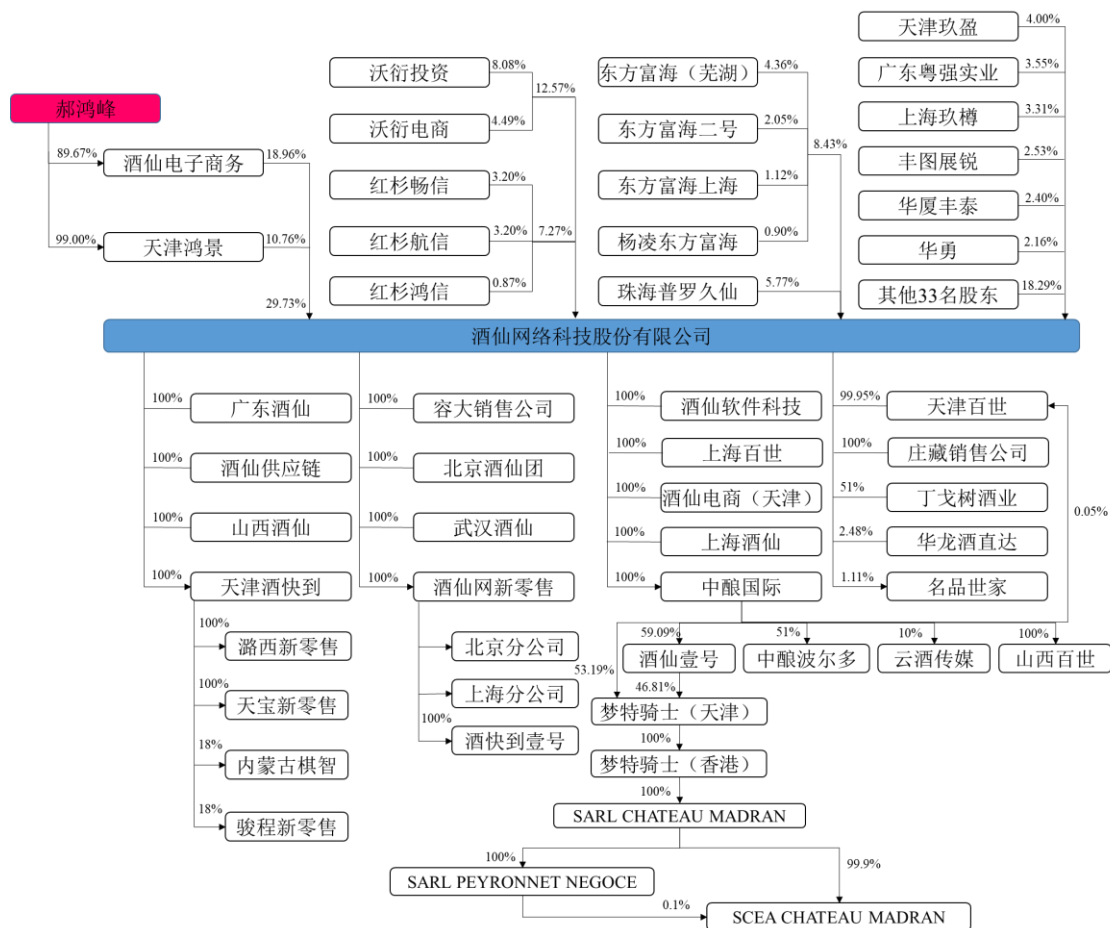 郝鸿峰
89.67%
酒仙电子商务
18.96%
99.00%
天津鸿景
10.76%
29.73%
沃衍投资
8.08%
12.57%
沃衍电商
4.49%
红杉畅信
3.20%
红杉航信
3.20%
7.27%
红杉鸿信
0.87%
东方富海（芜湖）
4.36%
东方富海二号
2.05%
8.43%
东方富海上海
1.12%
杨凌东方富海
0.90%
珠海普罗久仙
5.77%
天津玖盈
4.00%
广东粤强实业
3.55%
上海玖樽
3.31%
丰图展锐
2.53%
华厦丰泰
2.40%
华勇
2.16%
其他33名股东
18.29%
酒仙网络科技股份有限公司
100%
广东酒仙
100%
酒仙供应链
100%
山西酒仙
100%
天津酒快到
100%
潞西新零售
100%
天宝新零售
18%
内蒙古棋智
18%
骏程新零售
100%
容大销售公司
100%
北京酒仙团
100%
武汉酒仙
100%
酒仙网新零售
北京分公司
上海分公司
100%
酒快到壹号
100%
酒仙软件科技
100%
上海百世
100%
酒仙电商（天津）
100%
上海酒仙
100%
中酿国际
99.95%
天津百世
100%
庄藏销售公司
51%
丁戈树酒业
2.48%
华龙酒直达
1.11%
名品世家
0.05%
59.09%
酒仙壹号
51%
中酿波尔多
10%
云酒传媒
100%
山西百世
53.19%
46.81%
梦特骑士（天津）
100%
梦特骑士（香港）
100%
SARL CHATEAU MADRAN
100%
SARL PEYRONNET NEGOCE
99.9%
0.1%
SCEA CHATEAU MADRAN